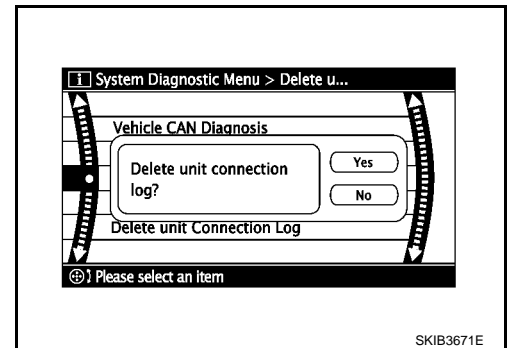 i System Diagnostic Menu > Delete u...
Vehicle CAN Diagnosis
Delete unit connection
log?
Yes
No
Delete unit Connection Log
Please select an item
SKIB3671E